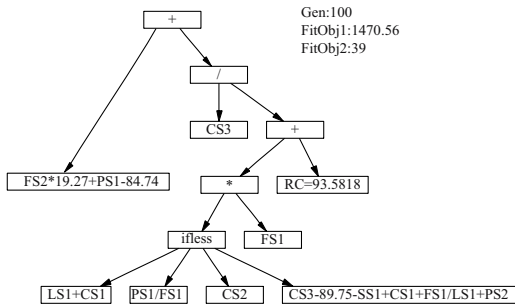 Gen:100
FitObj1:1470.56
FitObj2:39
+
/
CS3
+
FS2*19.27+PS1-84.74
*
RC=93.5818
ifless
FS1
LS1+CS1
PS1/FS1
CS2
CS3-89.75-SS1+CS1+FS1/LS1+PS2